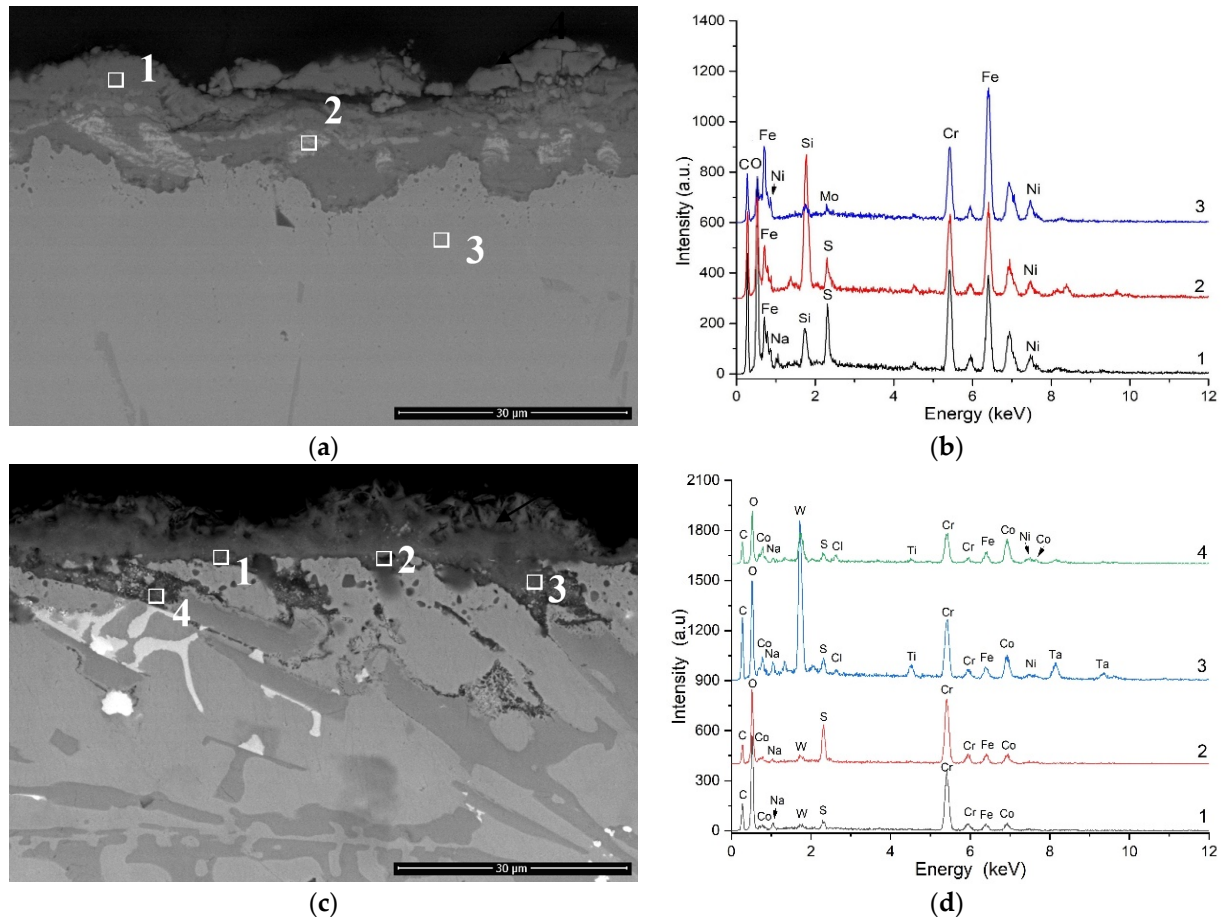 1
2
3
30 µm
(a)
1400
1200
1000
800
600
400
200
0
Intensity (a.u.)
C O Fe Ni Si Mo Cr Fe Ni 3
Fe Si S Ni 2
Fe Na Si S Ni 1
0 2 4 6 8 10 12
Energy (keV)
(b)
1
2
3
4
30 µm
(c)
2100
1800
1500
1200
900
600
300
0
Intensity (a.u)
C O Co Na W S Cl Ti Cr Cr Fe Co Ni Co 4
C O Co Na S Cl Ti Cr Cr Fe Co Ni Ta Ta 3
C O Co Na W S Cr Cr Fe Co 2
C Co Na W S Cr Cr Fe Co 1
0 2 4 6 8 10 12
Energy (keV)
(d)